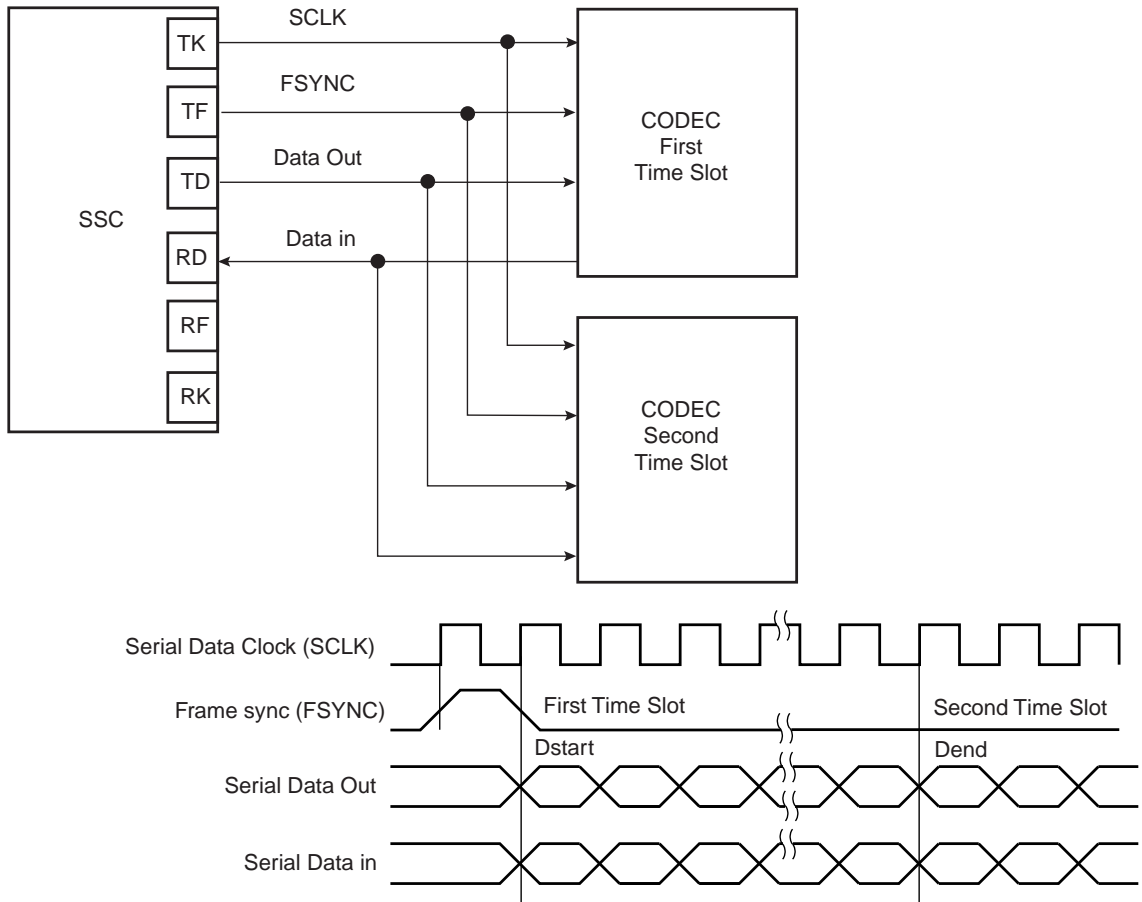 SSC
TK
TF
TD
RD
RF
RK
SCLK
FSYNC
Data Out
Data in
CODEC
First
Time Slot
CODEC
Second
Time Slot
Serial Data Clock (SCLK)
Frame sync (FSYNC)
First Time Slot
Second Time Slot
Dstart
Dend
Serial Data Out
Serial Data in